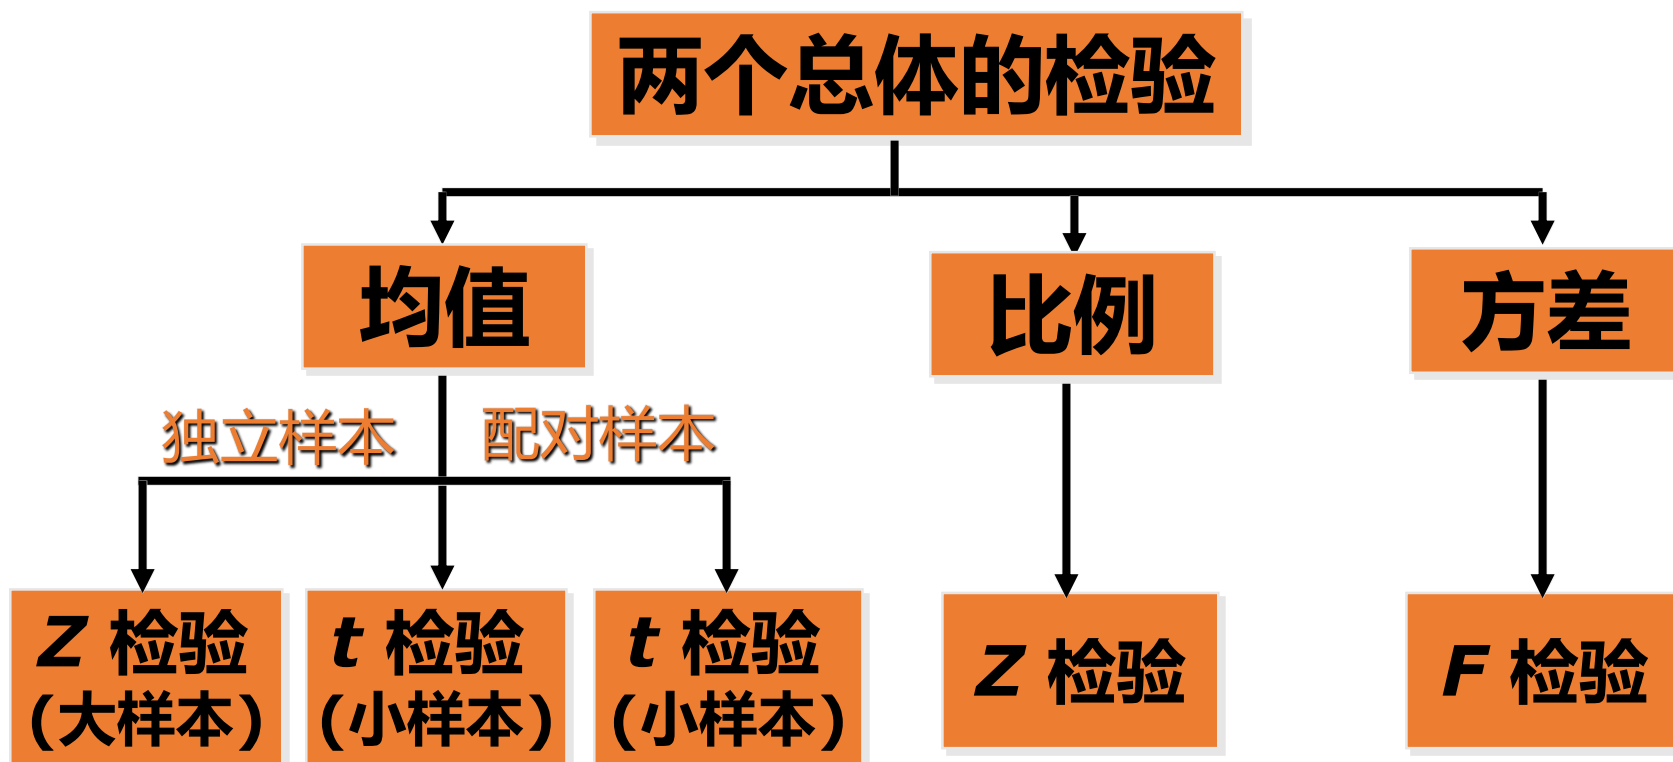 两个总体的检验
均值
比例
方差
独立样本
配对样本
Z 检验
(大样本)
t 检验
(小样本)
t 检验
(小样本)
Z 检验
F 检验